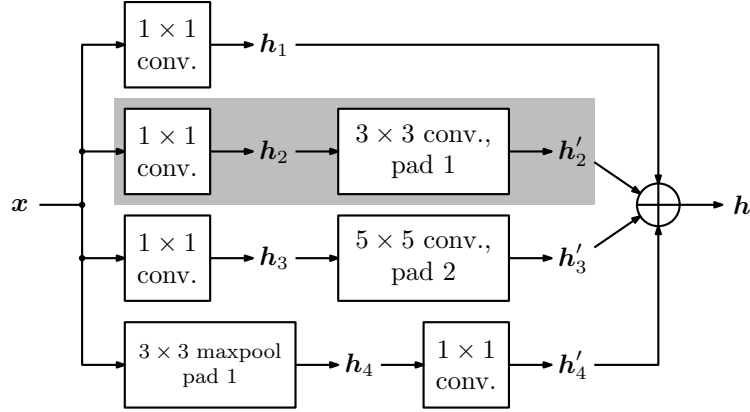 1 × 1
conv.
h₁
1 × 1
conv.
h₂
3 × 3 conv.,
pad 1
h′₂
x
h
1 × 1
conv.
h₃
5 × 5 conv.,
pad 2
h′₃
3 × 3 maxpool
pad 1
h₄
1 × 1
conv.
h′₄